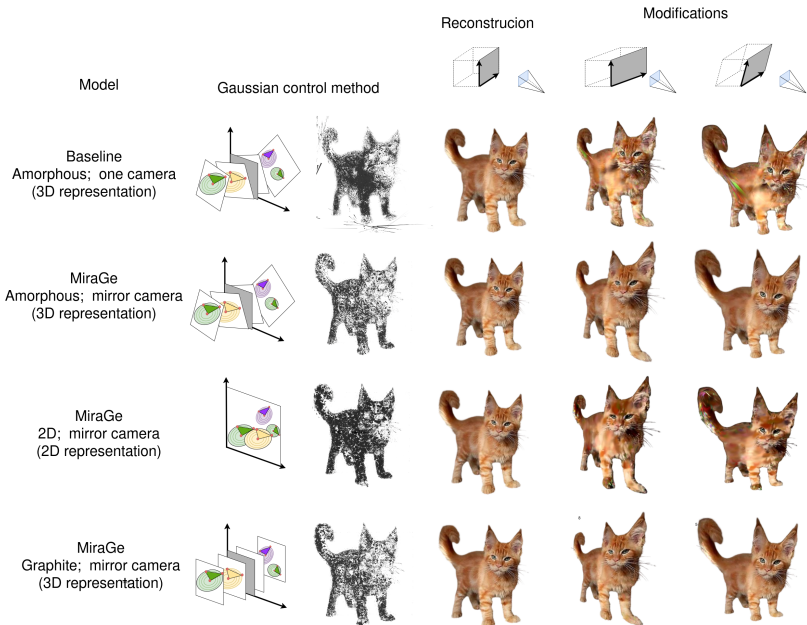 Reconstrucion
Modifications
Model
Gaussian control method
Baseline
Amorphous; one camera
(3D representation)
MiraGe
Amorphous; mirror camera
(3D representation)
MiraGe
2D; mirror camera
(2D representation)
MiraGe
Graphite; mirror camera
(3D representation)